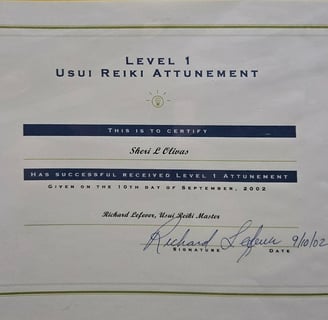 LEVEL 1
USUI REIKI ATTUNEMENT
THIS IS TO CERTIFY
Sheri L Olivas
HAS SUCCESSFUL RECEIVED LEVEL 1 ATTUNEMENT
GIVEN ON THE 10TH DAY OF SEPTEMBER, 2002
Richard Lefever, Usui Reiki Master
Richard Lefever 9/10/02
SIGNATURE DATE